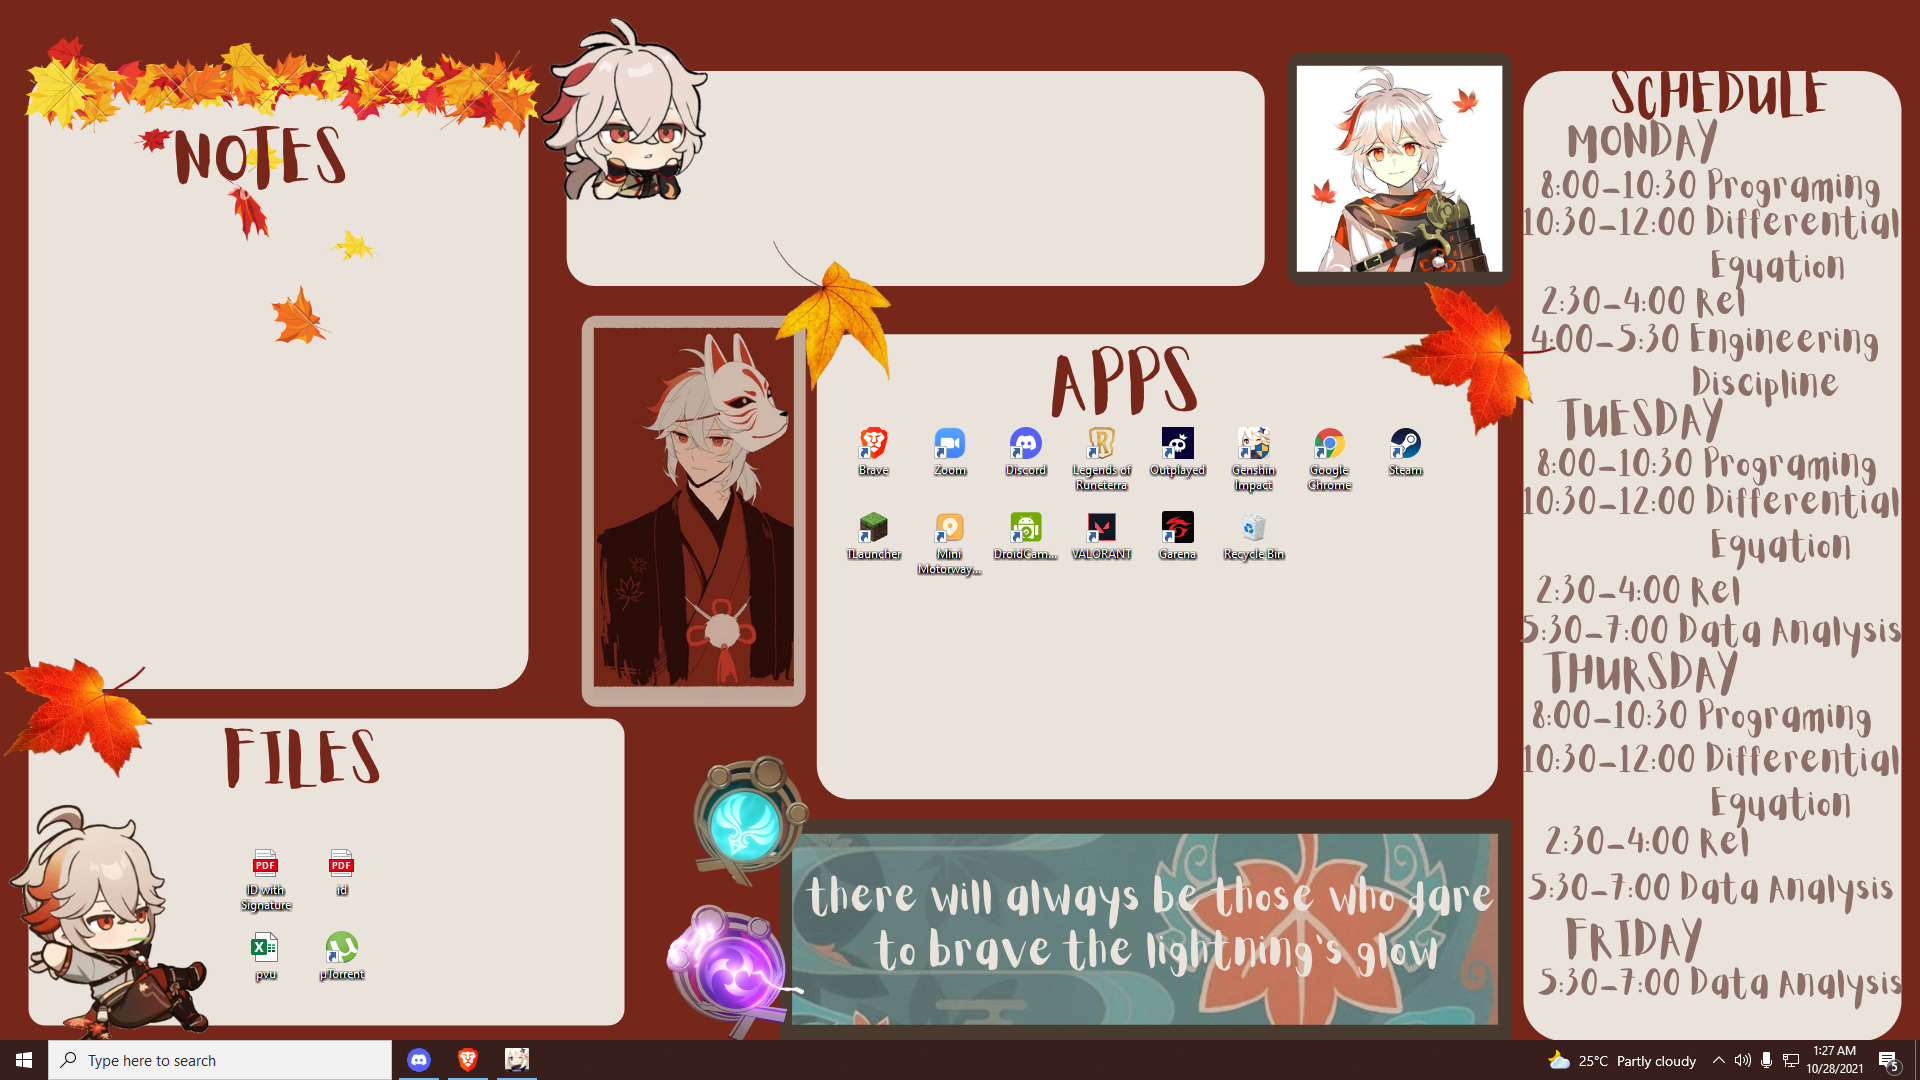 NOTES
APPS
Brave
Zoom
Discord
Legends of
Runeterra
Outplayed
Genshin
Impact
Google
Chrome
Steam
TLauncher
Mini
Motorway...
DroidCam...
VALORANT
Garena
Recycle Bin
FILES
PDF
ID with
Signature
PDF
id
pvu
µTorrent
there will always be those who dare
to brave the lightning's glow
SCHEDULE
MONDAY
8:00-10:30 Programing
10:30-12:00 Differential
Equation
2:30-4:00 Rel
4:00-5:30 Engineering
Discipline
TUESDAY
8:00-10:30 Programing
10:30-12:00 Differential
Equation
2:30-4:00 Rel
5:30-7:00 Data Analysis
THURSDAY
8:00-10:30 Programing
10:30-12:00 Differential
Equation
2:30-4:00 Rel
5:30-7:00 Data Analysis
FRIDAY
5:30-7:00 Data Analysis
Type here to search
25°C Partly cloudy
1:27 AM
10/28/2021
5